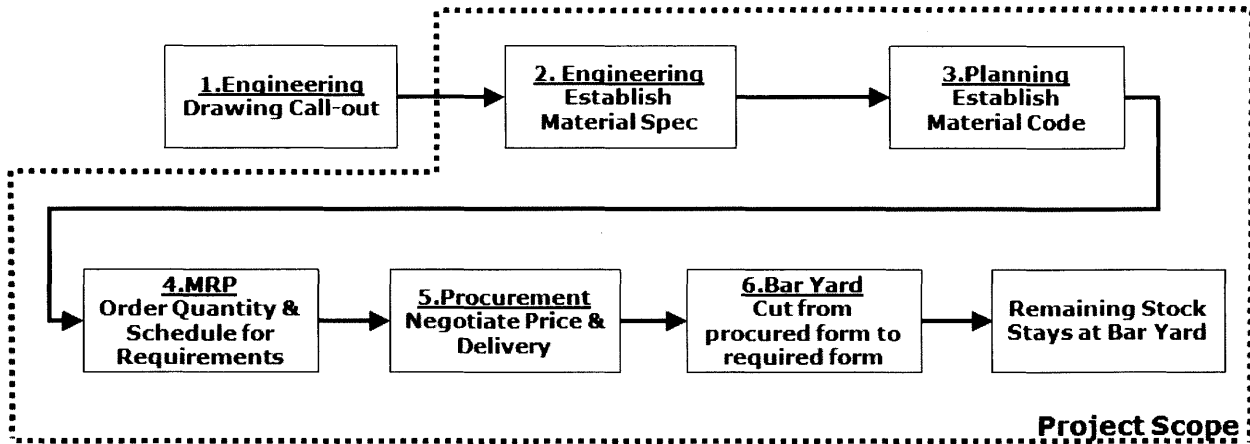 1.Engineering
Drawing Call-out
2. Engineering
Establish
Material Spec
3.Planning
Establish
Material Code
4.MRP
Order Quantity &
Schedule for
Requirements
5.Procurement
Negotiate Price &
Delivery
6.Bar Yard
Cut from
procured form to
required form
Remaining Stock
Stays at Bar Yard
Project Scope